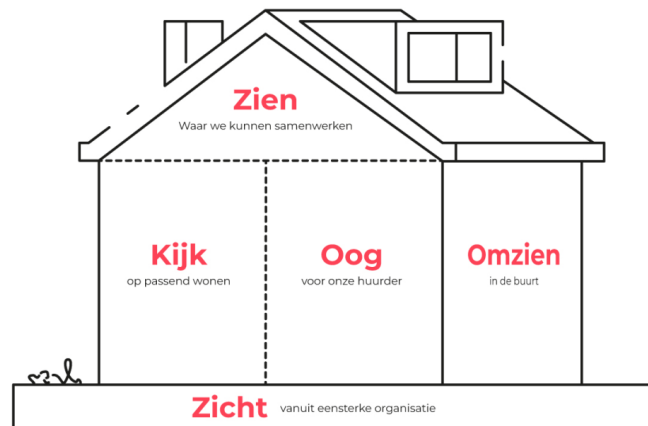 Zien
Waar we kunnen samenwerken
Kijk
op passend wonen
Oog
voor onze huurder
Omzien
in de buurt
Zicht vanuit eensterke organisatie